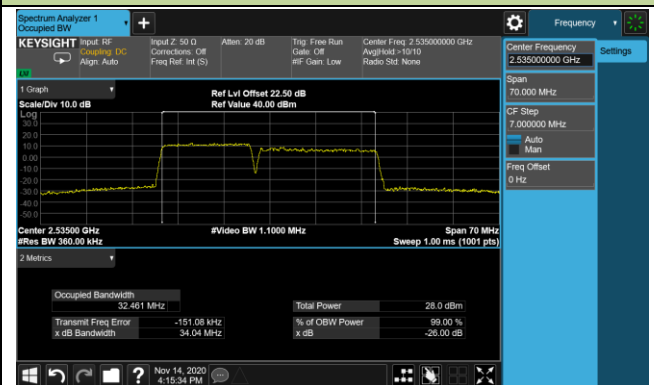 Spectrum Analyzer 1
Occupied BW
Frequency
KEYSIGHT
Input: RF
Coupling: DC
Align: Auto
Input Z: 50 Ω
Corrections: Off
Freq Ref: Int (S)
Atten: 20 dB
Trig: Free Run
Gate: Off
#IF Gain: Low
Center Freq: 2.535000000 GHz
Avg|Hold:>10/10
Radio Std: None
Center Frequency
2.535000000 GHz
Settings
Span
70.000 MHz
CF Step
7.000000 MHz
Auto
Man
Freq Offset
0 Hz
1 Graph
Scale/Div 10.0 dB
Ref Lvl Offset 22.50 dB
Ref Value 40.00 dBm
Log
30.0
20.0
10.0
0.00
-10.0
-20.0
-30.0
-40.0
-50.0
Center 2.53500 GHz
#Res BW 360.00 kHz
#Video BW 1.1000 MHz
Span 70 MHz
Sweep 1.00 ms (1001 pts)
2 Metrics
Occupied Bandwidth
32.461 MHz
Total Power 28.0 dBm
Transmit Freq Error -151.08 kHz
% of OBW Power 99.00 %
x dB Bandwidth 34.04 MHz
x dB -26.00 dB
?
Nov 14, 2020
4:15:34 PM